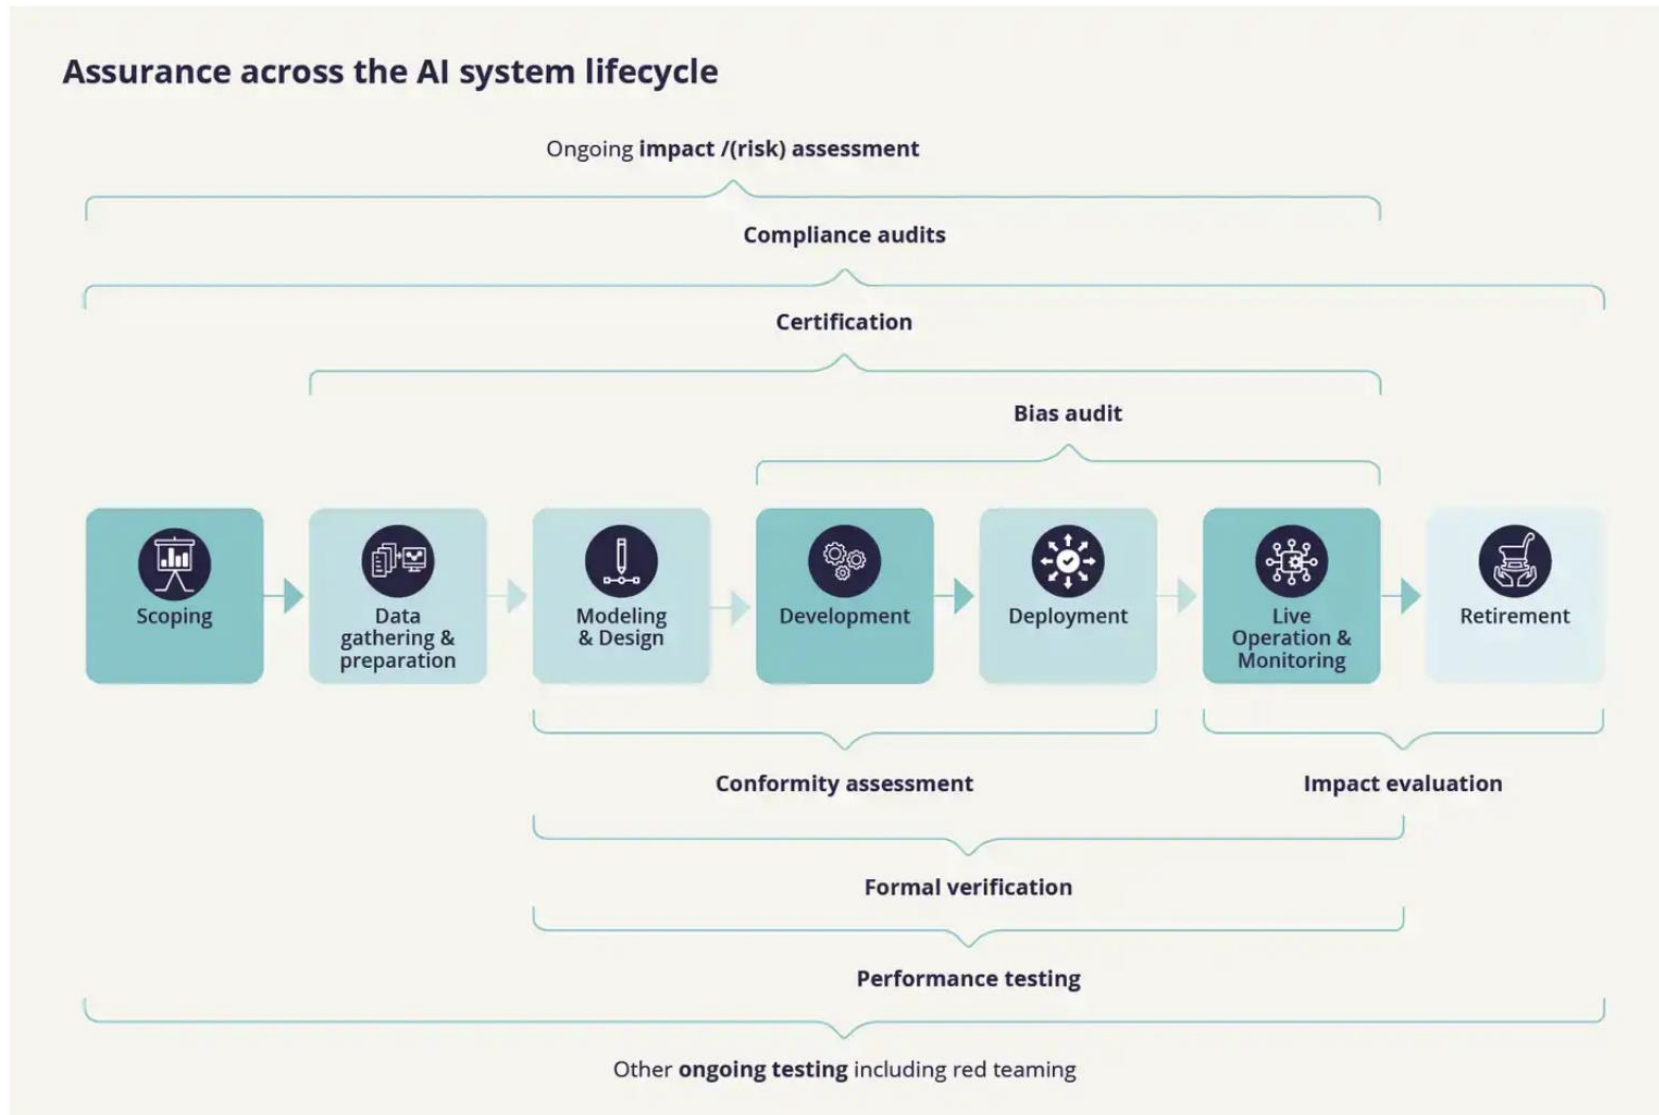 Assurance across the AI system lifecycle
Ongoing impact /(risk) assessment
Compliance audits
Certification
Bias audit
Scoping
Data
gathering &
preparation
Modeling
& Design
Development
Deployment
Live
Operation &
Monitoring
Retirement
Conformity assessment
Impact evaluation
Formal verification
Performance testing
Other ongoing testing including red teaming